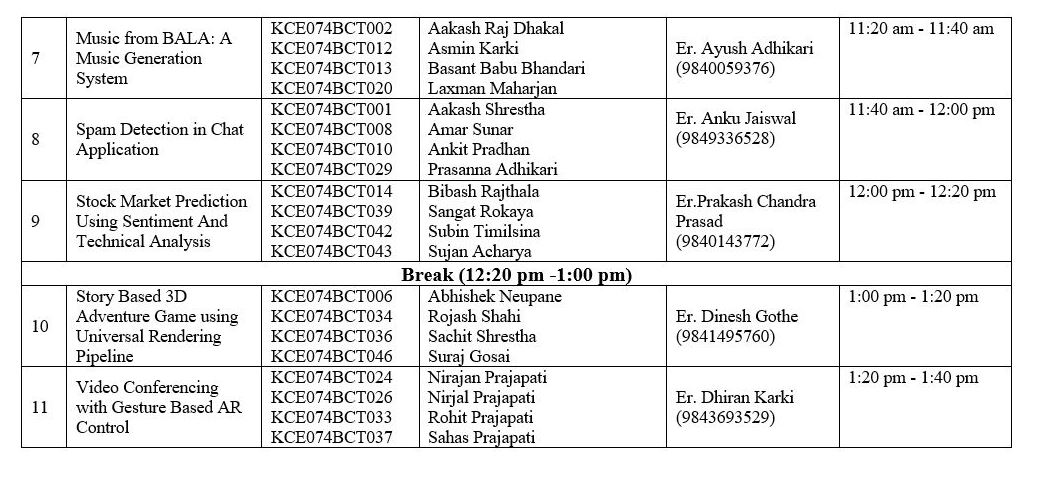 7
Music from BALA: A
Music Generation
System
KCE074BCT002
KCE074BCT012
KCE074BCT013
KCE074BCT020
Aakash Raj Dhakal
Asmin Karki
Basant Babu Bhandari
Laxman Maharjan
Er. Ayush Adhikari
(9840059376)
11:20 am - 11:40 am
8
Spam Detection in Chat
Application
KCE074BCT001
KCE074BCT008
KCE074BCT010
KCE074BCT029
Aakash Shrestha
Amar Sunar
Ankit Pradhan
Prasanna Adhikari
Er. Anku Jaiswal
(9849336528)
11:40 am - 12:00 pm
9
Stock Market Prediction
Using Sentiment And
Technical Analysis
KCE074BCT014
KCE074BCT039
KCE074BCT042
KCE074BCT043
Bibash Rajthala
Sangat Rokaya
Subin Timilsina
Sujan Acharya
Er.Prakash Chandra
Prasad
(9840143772)
12:00 pm - 12:20 pm
Break (12:20 pm -1:00 pm)
10
Story Based 3D
Adventure Game using
Universal Rendering
Pipeline
KCE074BCT006
KCE074BCT034
KCE074BCT036
KCE074BCT046
Abhishek Neupane
Rojash Shahi
Sachit Shrestha
Suraj Gosai
Er. Dinesh Gothe
(9841495760)
1:00 pm - 1:20 pm
11
Video Conferencing
with Gesture Based AR
Control
KCE074BCT024
KCE074BCT026
KCE074BCT033
KCE074BCT037
Nirajan Prajapati
Nirjal Prajapati
Rohit Prajapati
Sahas Prajapati
Er. Dhiran Karki
(9843693529)
1:20 pm - 1:40 pm